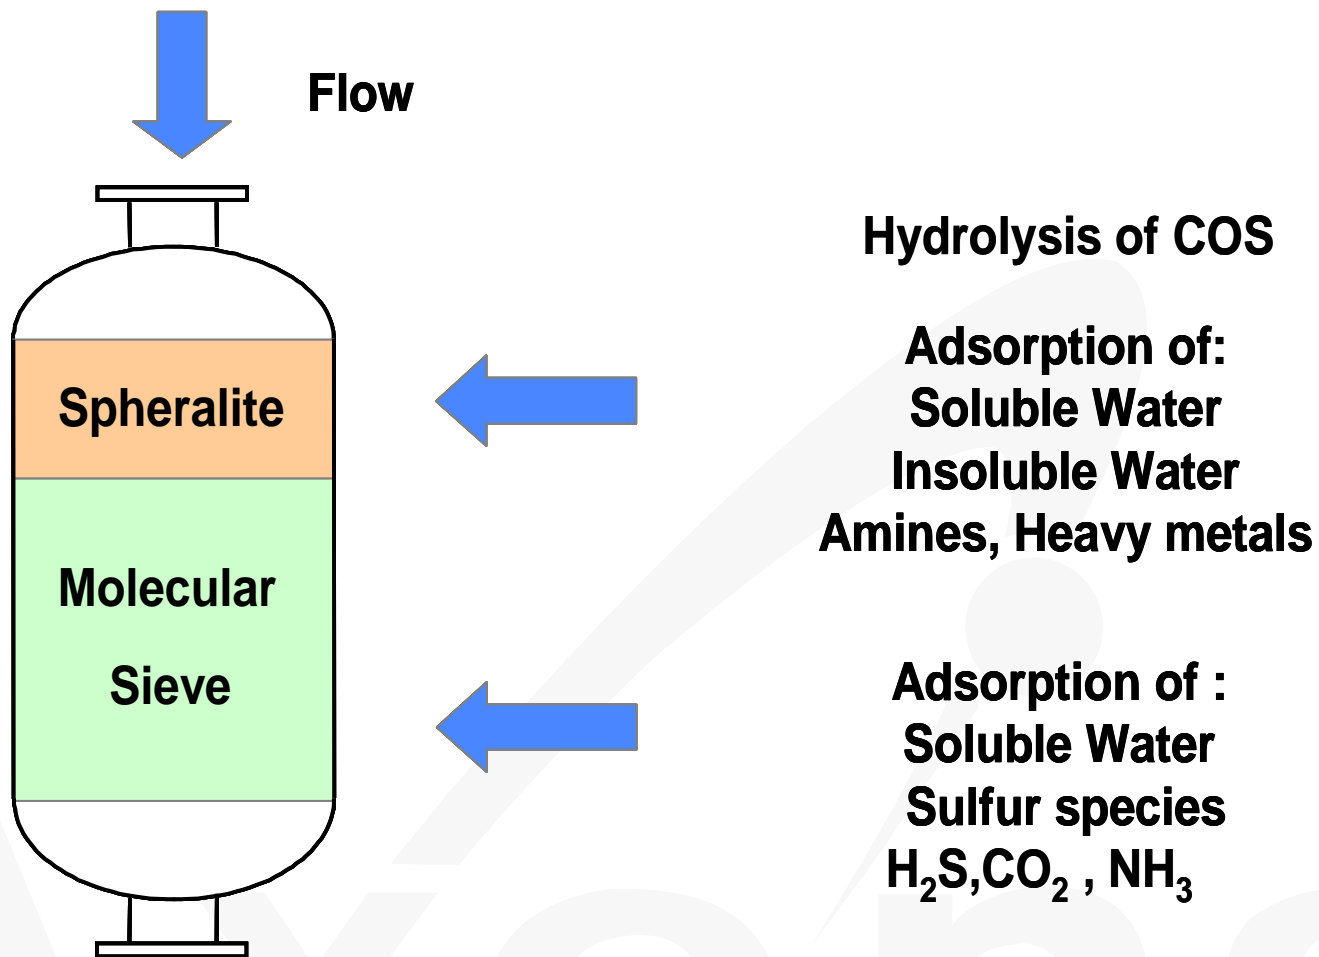 Flow
Hydrolysis of COS
Spheralite
Adsorption of:
Soluble Water
Insoluble Water
Amines, Heavy metals
Molecular
Sieve
Adsorption of :
Soluble Water
Sulfur species
H₂S,CO₂ , NH₃